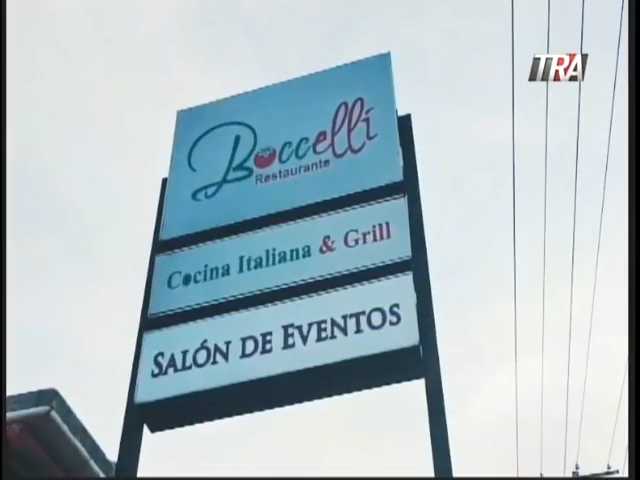 TRA
Boccelli
Restaurante
Cocina Italiana & Grill
SALÓN DE EVENTOS